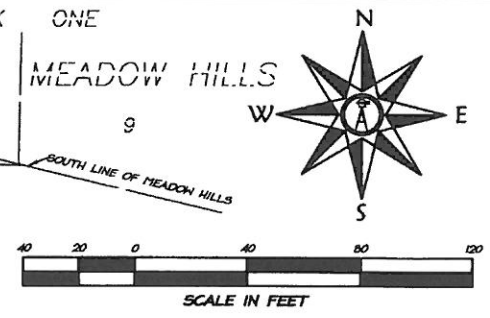 ONE
MEADOW HILLS
9
SOUTH LINE OF MEADOW HILLS
N
W E
S
40 20 0 40 80 120
SCALE IN FEET